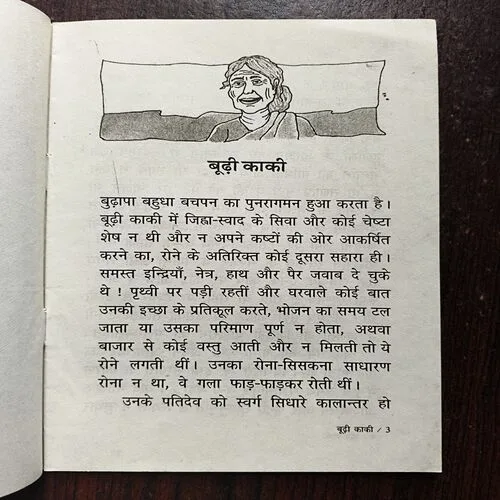 बूढ़ी काकी
बुढ़ापा बहुधा बचपन का पुनरागमन हुआ करता है।
बूढ़ी काकी में जिह्वा-स्वाद के सिवा और कोई चेष्टा
शेष न थी और न अपने कष्टों की ओर आकर्षित
करने का, रोने के अतिरिक्त कोई दूसरा सहारा ही।
समस्त इन्द्रियाँ, नेत्र, हाथ और पैर जवाब दे चुके
थे ! पृथ्वी पर पड़ी रहतीं और घरवाले कोई बात
उनकी इच्छा के प्रतिकूल करते, भोजन का समय टल
जाता या उसका परिमाण पूर्ण न होता, अथवा
बाजार से कोई वस्तु आती और न मिलती तो ये
रोने लगती थीं। उनका रोना-सिसकना साधारण
रोना न था, वे गला फाड़-फाड़कर रोती थीं।
उनके पतिदेव को स्वर्ग सिधारे कालान्तर हो
बूढ़ी काकी / 3